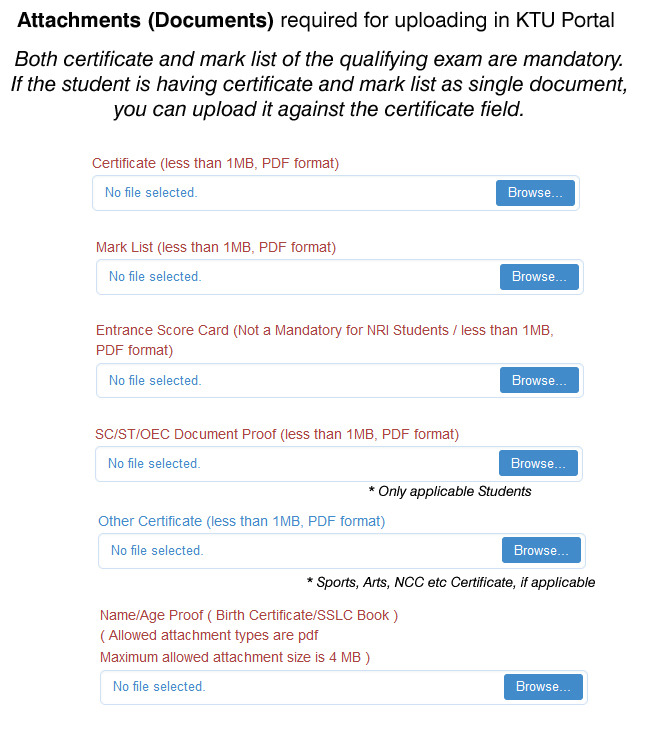 Attachments (Documents) required for uploading in KTU Portal
Both certificate and mark list of the qualifying exam are mandatory.
If the student is having certificate and mark list as single document,
you can upload it against the certificate field.
Certificate (less than 1MB, PDF format)
No file selected. Browse...
Mark List (less than 1MB, PDF format)
No file selected. Browse...
Entrance Score Card (Not a Mandatory for NRI Students / less than 1MB,
PDF format)
No file selected. Browse...
SC/ST/OEC Document Proof (less than 1MB, PDF format)
No file selected. Browse...
* Only applicable Students
Other Certificate (less than 1MB, PDF format)
No file selected. Browse...
* Sports, Arts, NCC etc Certificate, if applicable
Name/Age Proof ( Birth Certificate/SSLC Book )
( Allowed attachment types are pdf
Maximum allowed attachment size is 4 MB )
No file selected. Browse...